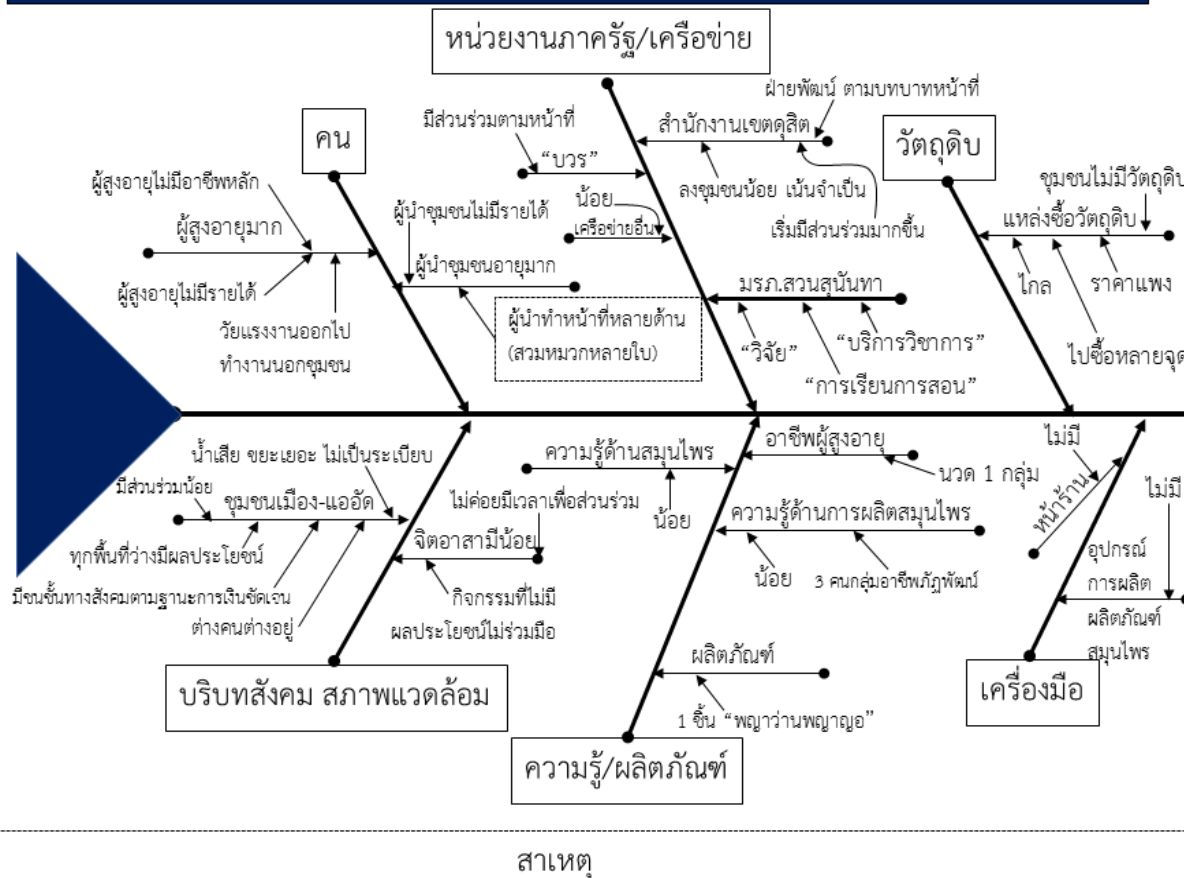 หน่วยงานภาครัฐ/เครือข่าย
ฝ่ายพัฒน์ ตามบทบาทหน้าที่
มีส่วนร่วมตามหน้าที่
สำนักงานเขตดุสิต
คน
วัตถุดิบ
"บวร"
ลงชุมชนน้อย เน้นจำเป็น
ผู้สูงอายุไม่มีอาชีพหลัก
ชุมชนไม่มีวัตถุดิบ
น้อย
ผู้นำชุมชนไม่มีรายได้
ผู้สูงอายุมาก
เครือข่ายอื่น
เริ่มมีส่วนร่วมมากขึ้น
แหล่งซื้อวัตถุดิบ
ผู้นำชุมชนอายุมาก
ผู้สูงอายุไม่มีรายได้
มรภ.สวนสุนันทา
ไกล
ราคาแพง
ผู้นำทำหน้าที่หลายด้าน
(สวมหมวกหลายใบ)
วัยแรงงานออกไป
ทำงานนอกชุมชน
"วิจัย"
"บริการวิชาการ"
"การเรียนการสอน"
ไปซื้อหลายจุด
น้ำเสีย ขยะเยอะ ไม่เป็นระเบียบ
ความรู้ด้านสมุนไพร
อาชีพผู้สูงอายุ
ไม่มี
นวด 1 กลุ่ม
มีส่วนร่วมน้อย
ชุมชนเมือง-แออัด
ไม่ค่อยมีเวลาเพื่อส่วนร่วม
น้อย
ความรู้ด้านการผลิตสมุนไพร
หน้าร้าน
ไม่มี
ทุกพื้นที่ว่างมีผลประโยชน์
จิตอาสามีน้อย
น้อย
3 คนกลุ่มอาชีพภัฏพัฒน์
อุปกรณ์
การผลิต
ผลิตภัณฑ์
สมุนไพร
มีชนชั้นทางสังคมตามฐานะการเงินชัดเจน
ต่างคนต่างอยู่
กิจกรรมที่ไม่มี
ผลประโยชน์ไม่ร่วมมือ
ผลิตภัณฑ์
บริบทสังคม สภาพแวดล้อม
1 ชิ้น "พญาว่านพญาญอ"
เครื่องมือ
ความรู้/ผลิตภัณฑ์
สาเหตุ